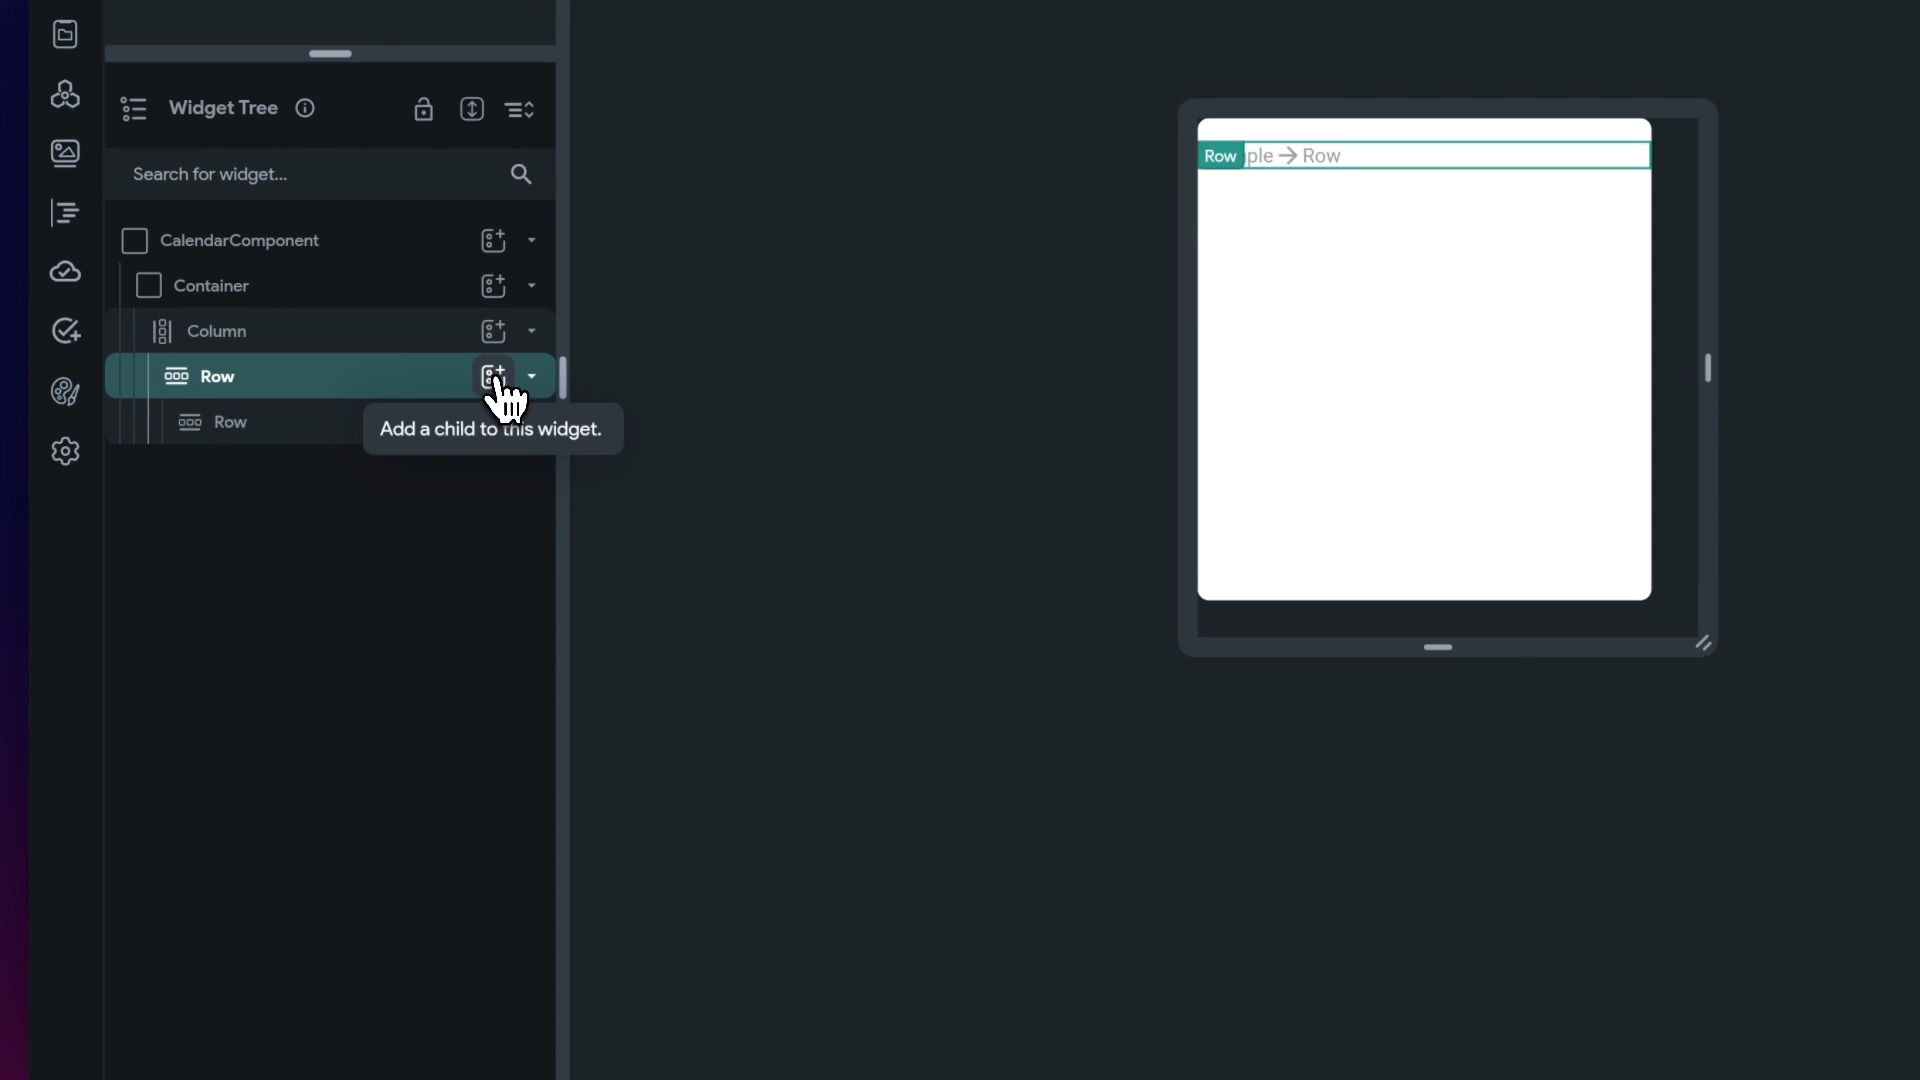 Widget Tree
Search for widget...
CalendarComponent
Container
Column
Row
Row
Add a child to this widget.
Row ple → Row